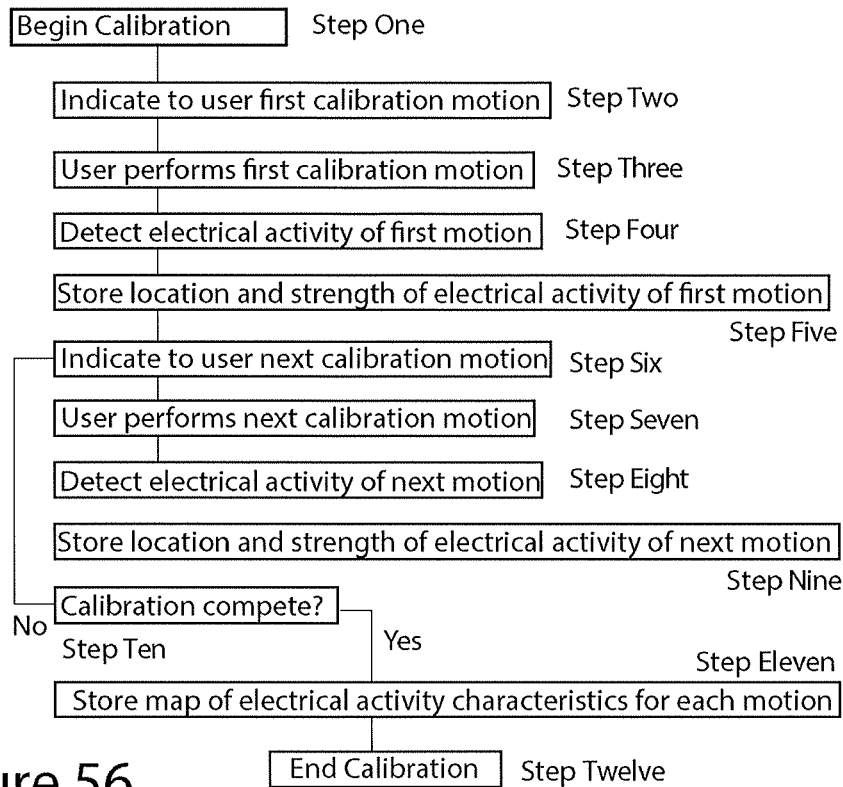 Begin Calibration Step One
Indicate to user first calibration motion Step Two
User performs first calibration motion Step Three
Detect electrical activity of first motion Step Four
Store location and strength of electrical activity of first motion
Step Five
Indicate to user next calibration motion Step Six
User performs next calibration motion Step Seven
Detect electrical activity of next motion Step Eight
Store location and strength of electrical activity of next motion
Step Nine
Calibration compete?
No
Step Ten
Yes
Step Eleven
Store map of electrical activity characteristics for each motion
End Calibration Step Twelve
56